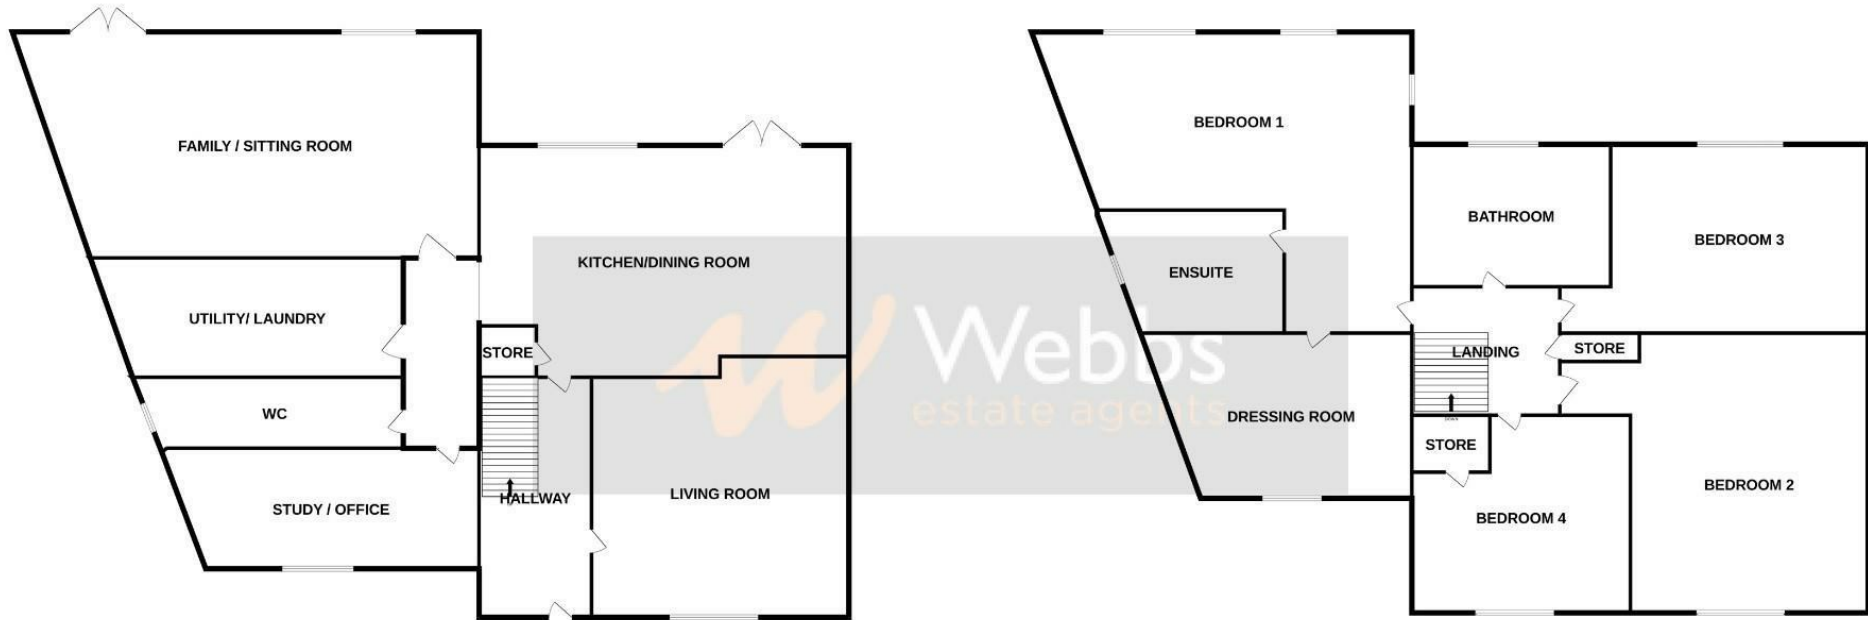 FAMILY / SITTING ROOM
KITCHEN/DINING ROOM
UTILITY/ LAUNDRY
STORE
WC
STUDY / OFFICE
HALLWAY
LIVING ROOM
BEDROOM 1
BATHROOM
BEDROOM 3
ENSUITE
LANDING
STORE
DRESSING ROOM
STORE
BEDROOM 2
BEDROOM 4
Webbs
estate agents